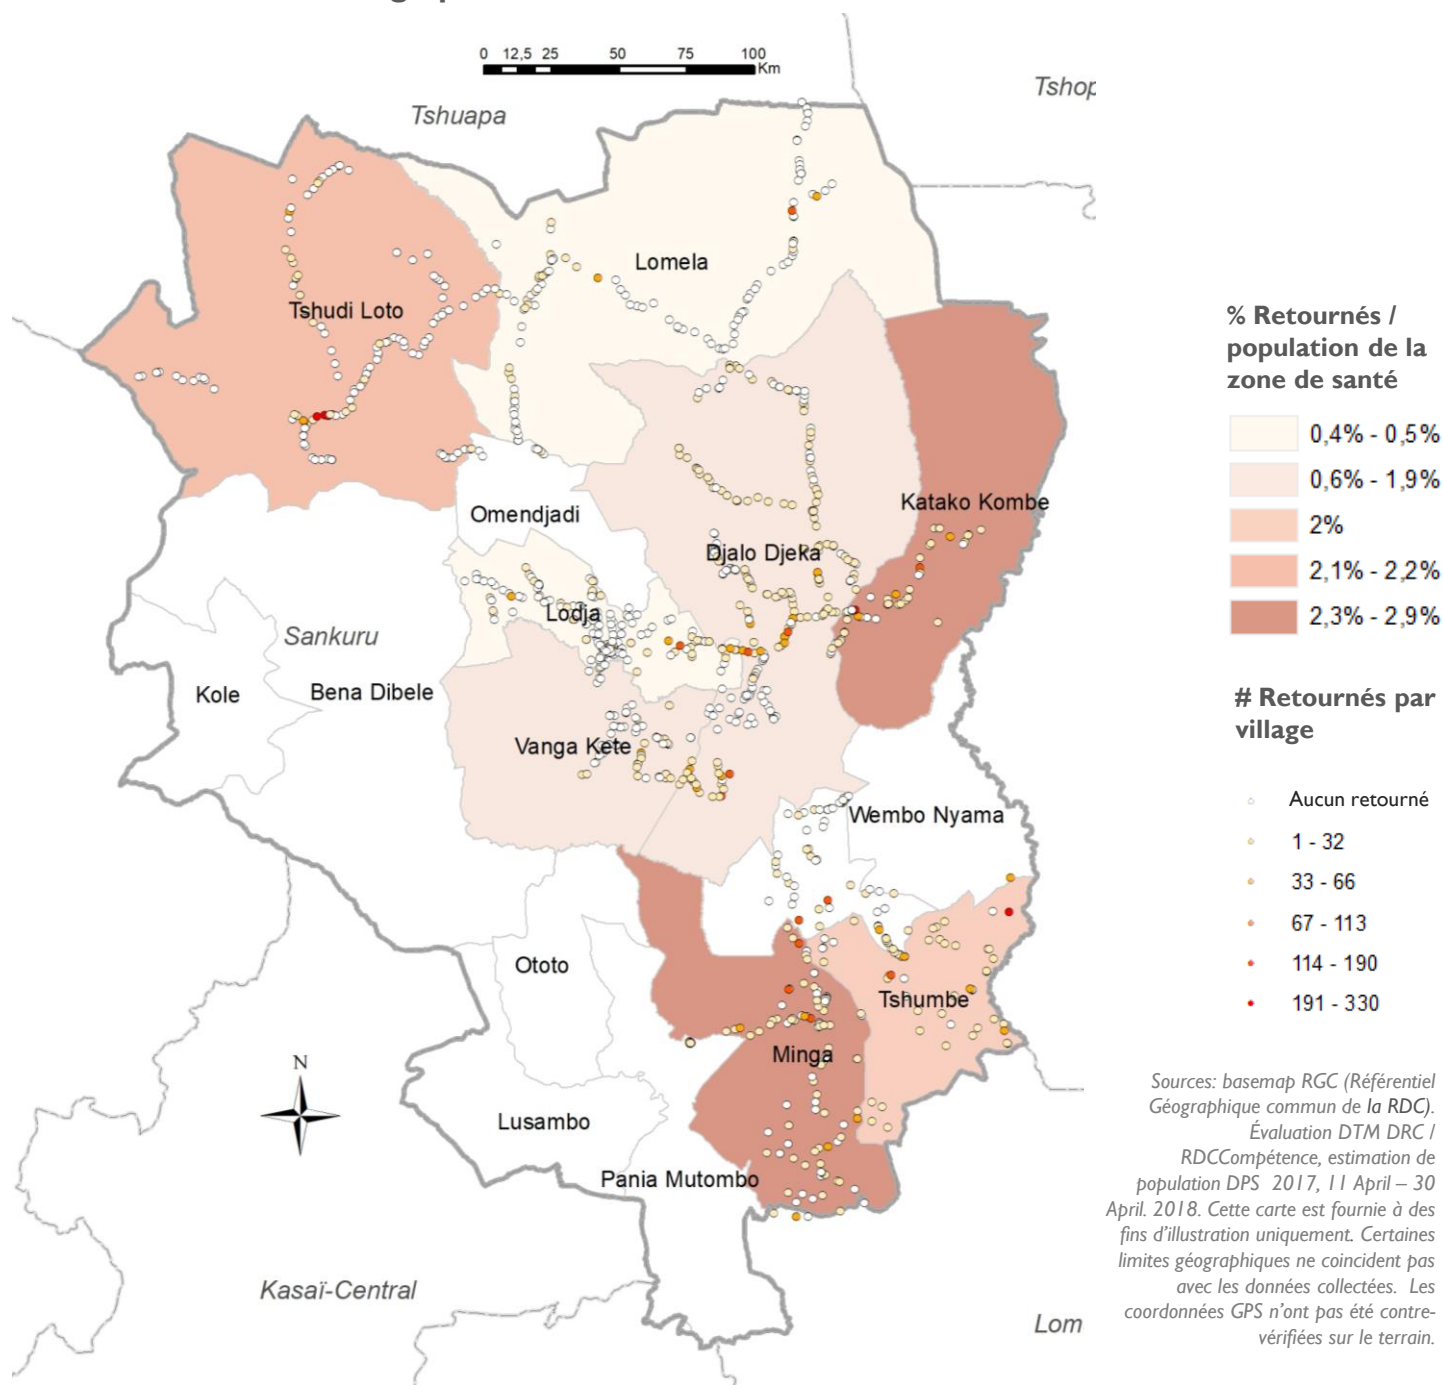 0 12,5 25 50 75 100
Km
Tshuapa
Tshop
Lomela
Tshudi Loto
Katako Kombe
Omendjadi
Djalo Djeka
Lodja
Sankuru
Kole
Bena Dibele
Vanga Kete
Wembo Nyama
Ototo
Tshumbe
Minga
N
Lusambo
Pania Mutombo
Kasaï-Central
Lom
% Retournés /
population de la
zone de santé
0,4% - 0,5%
0,6% - 1,9%
2%
2,1% - 2,2%
2,3% - 2,9%
# Retournés par
village
Aucun retourné
1 - 32
33 - 66
67 - 113
114 - 190
191 - 330
Sources: basemap RGC (Référentiel
Géographique commun de la RDC).
Évaluation DTM DRC /
RDCCompétence, estimation de
population DPS 2017, 11 April – 30
April. 2018. Cette carte est fournie à des
fins d'illustration uniquement. Certaines
limites géographiques ne coincident pas
avec les données collectées. Les
coordonnées GPS n'ont pas été contre-
vérifiées sur le terrain.